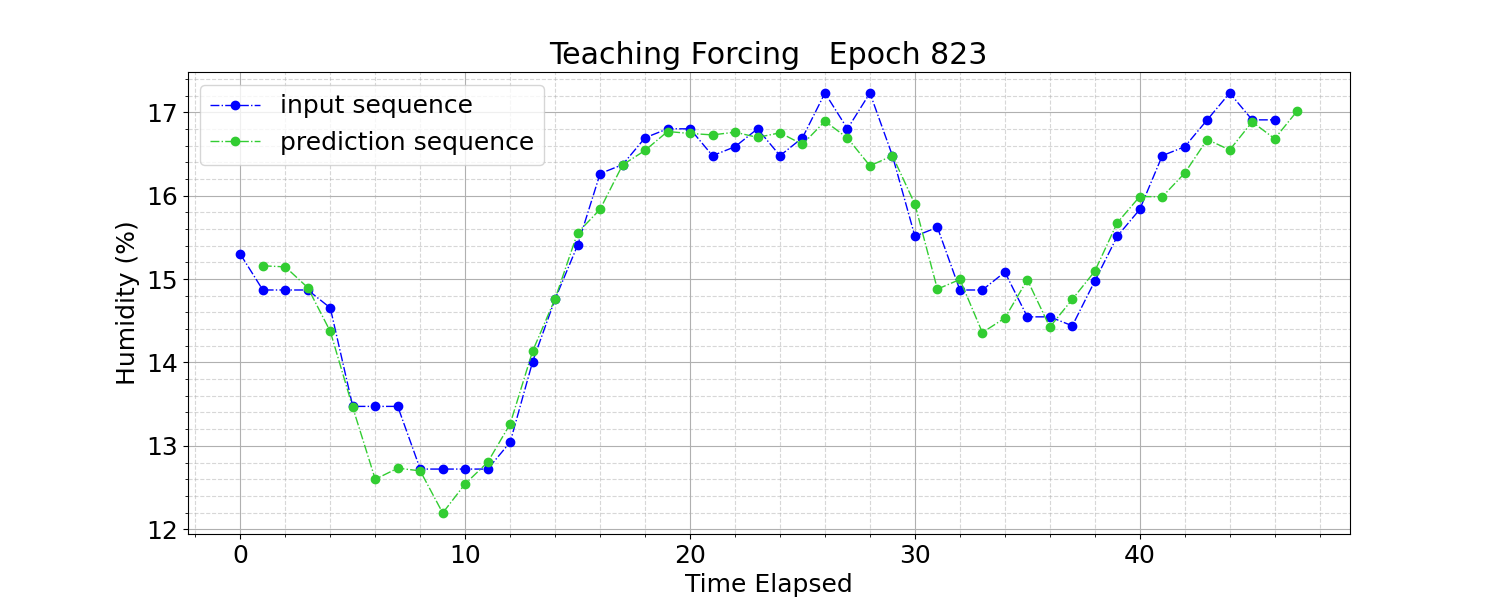 Teaching Forcing   Epoch 823
input sequence
prediction sequence
Humidity (%)
17
16
15
14
13
12
0 10 20 30 40
Time Elapsed